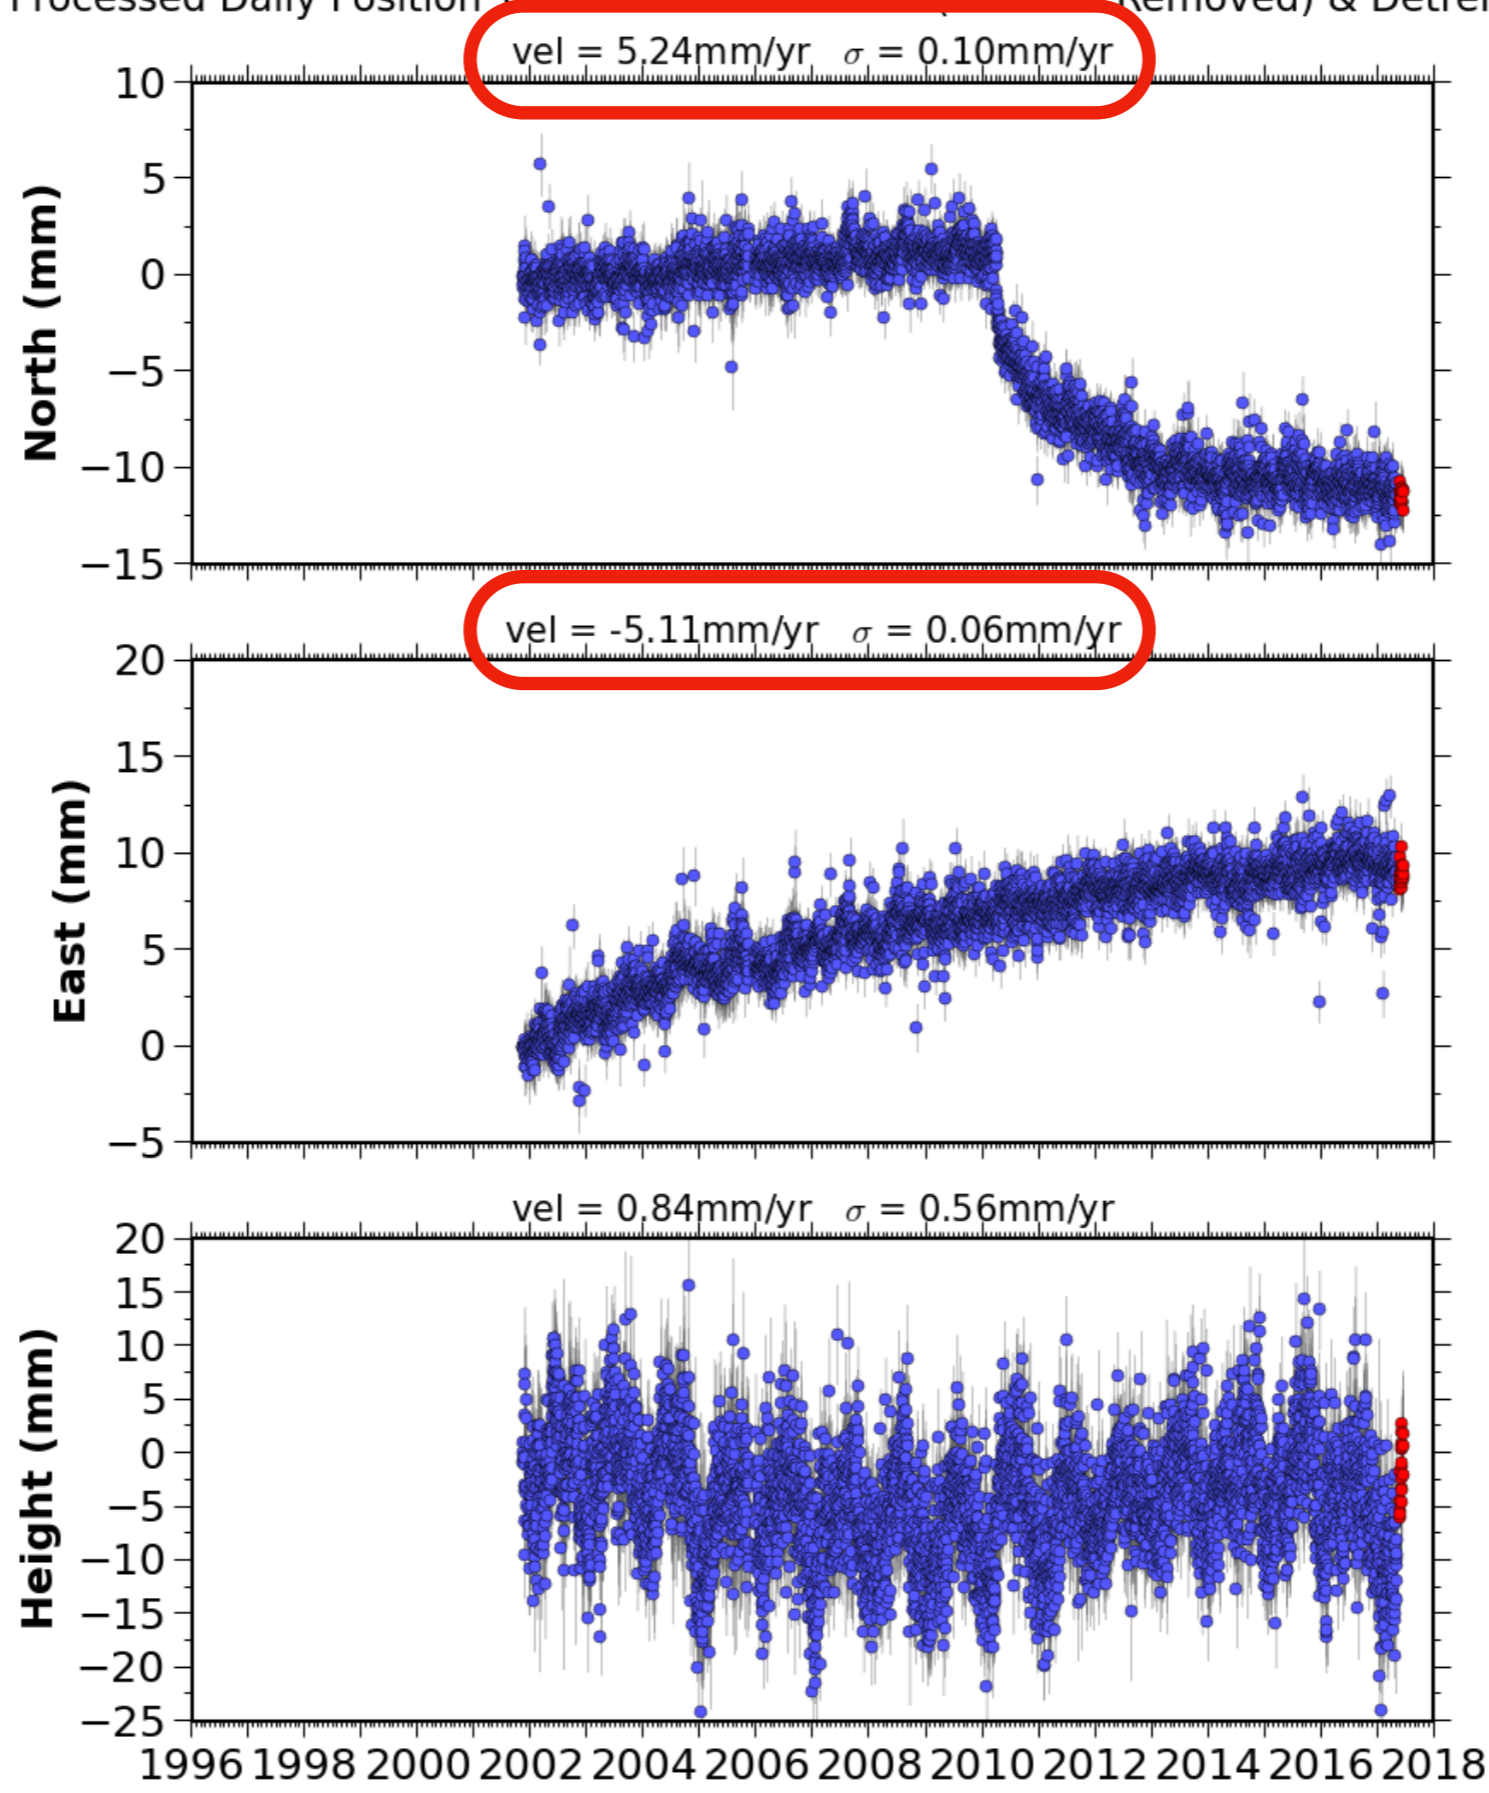 Processed Daily Position
Removed) & Detre
vel = 5.24mm/yr σ = 0.10mm/yr
10
5
0
−5
−10
−15
North (mm)
vel = -5.11mm/yr σ = 0.06mm/yr
20
15
10
5
0
−5
East (mm)
vel = 0.84mm/yr σ = 0.56mm/yr
20
15
10
5
0
−5
−10
−15
−20
−25
Height (mm)
1996 1998 2000 2002 2004 2006 2008 2010 2012 2014 2016 2018